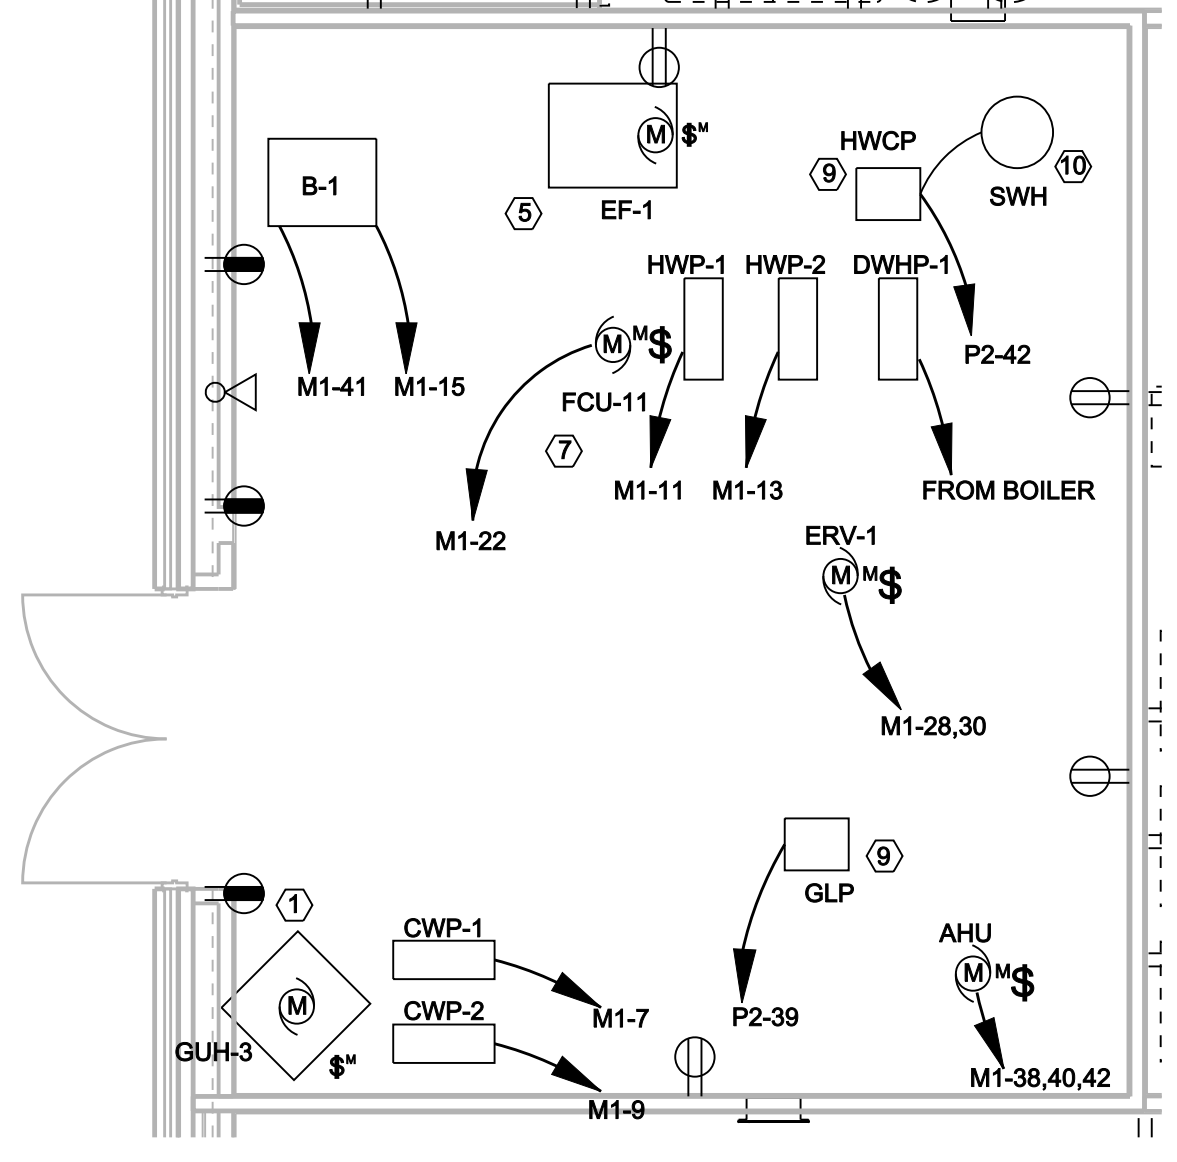 HWCP
9
10
SWH
B-1
M
$M
EF-1
5
HWP-1
HWP-2
DWHP-1
M
M$
P2-42
M1-41
M1-15
FCU-11
7
M1-11
M1-13
FROM BOILER
M1-22
ERV-1
M
M$
M1-28,30
9
GLP
1
CWP-1
AHU
M
M$
M
CWP-2
M1-7
P2-39
GUH-3
$M
M1-38,40,42
M1-9